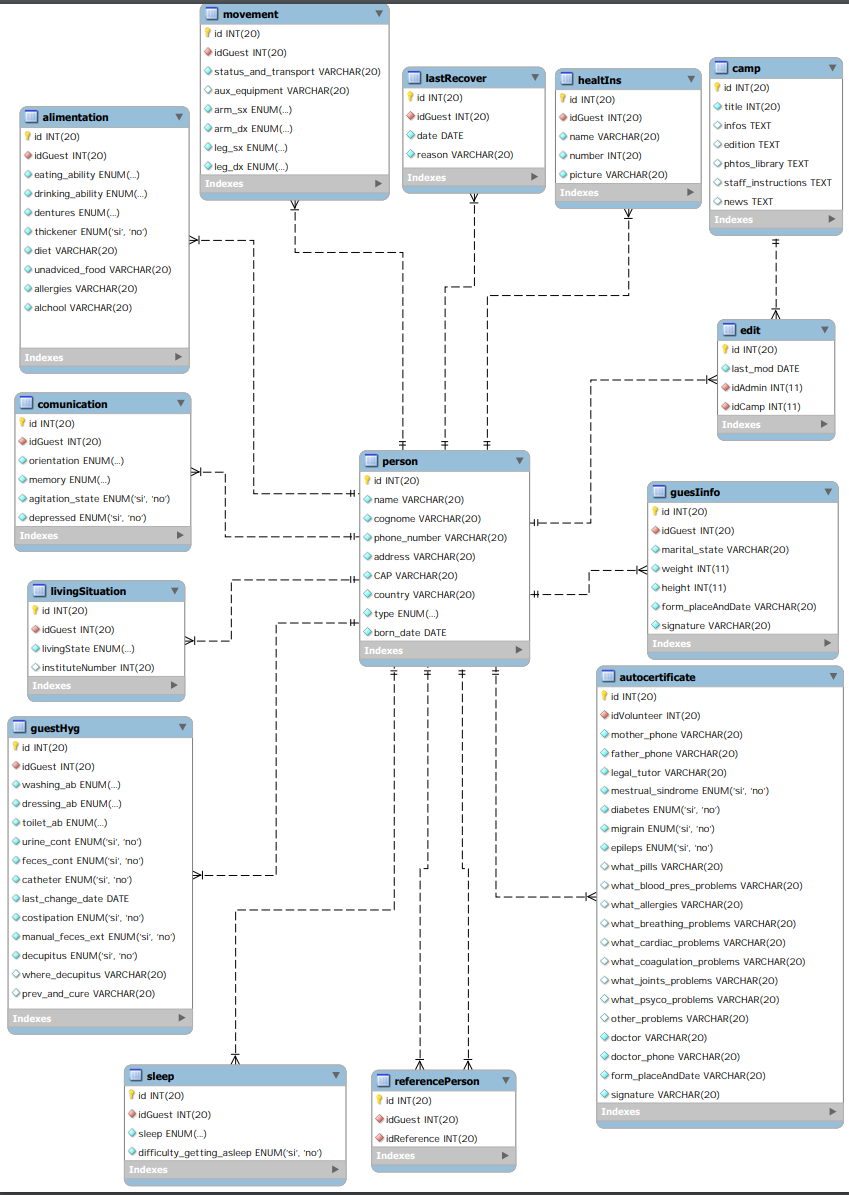 movement
id INT(20)
idGuest INT(20)
status_and_transport VARCHAR(20)
aux_equipment VARCHAR(20)
arm_sx ENUM(...)
arm_dx ENUM(...)
leg_sx ENUM(...)
leg_dx ENUM(...)
Indexes
lastRecover
id INT(20)
idGuest INT(20)
date DATE
reason VARCHAR(20)
Indexes
healtIns
id INT(20)
idGuest INT(20)
name VARCHAR(20)
number INT(20)
picture VARCHAR(20)
Indexes
camp
id INT(20)
title INT(20)
infos TEXT
edition TEXT
phtos_library TEXT
staff_instructions TEXT
news TEXT
Indexes
alimentation
id INT(20)
idGuest INT(20)
eating_ability ENUM(...)
drinking_ability ENUM(...)
dentures ENUM(...)
thickener ENUM('si', 'no')
diet VARCHAR(20)
unadviced_food VARCHAR(20)
allergies VARCHAR(20)
alchool VARCHAR(20)
Indexes
edit
id INT(20)
last_mod DATE
idAdmin INT(11)
idCamp INT(11)
Indexes
comunication
id INT(20)
idGuest INT(20)
orientation ENUM(...)
memory ENUM(...)
agitation_state ENUM('si', 'no')
depressed ENUM('si', 'no')
Indexes
person
id INT(20)
name VARCHAR(20)
cognome VARCHAR(20)
phone_number VARCHAR(20)
address VARCHAR(20)
CAP VARCHAR(20)
country VARCHAR(20)
type ENUM(...)
born_date DATE
Indexes
guesIinfo
id INT(20)
idGuest INT(20)
marital_state VARCHAR(20)
weight INT(11)
height INT(11)
form_placeAndDate VARCHAR(20)
signature VARCHAR(20)
Indexes
livingSituation
id INT(20)
idGuest INT(20)
livingState ENUM(...)
instituteNumber INT(20)
Indexes
autocertificate
id INT(20)
idVolunteer INT(20)
mother_phone VARCHAR(20)
father_phone VARCHAR(20)
legal_tutor VARCHAR(20)
mestrual_sindrome ENUM('si', 'no')
diabetes ENUM('si', 'no')
migrain ENUM('si', 'no')
epileps ENUM('si', 'no')
what_pills VARCHAR(20)
what_blood_pres_problems VARCHAR(20)
what_allergies VARCHAR(20)
what_breathing_problems VARCHAR(20)
what_cardiac_problems VARCHAR(20)
what_coagulation_problems VARCHAR(20)
what_joints_problems VARCHAR(20)
what_psyco_problems VARCHAR(20)
other_problems VARCHAR(20)
doctor VARCHAR(20)
doctor_phone VARCHAR(20)
form_placeAndDate VARCHAR(20)
signature VARCHAR(20)
Indexes
guestHyg
id INT(20)
idGuest INT(20)
washing_ab ENUM(...)
dressing_ab ENUM(...)
toilet_ab ENUM(...)
urine_cont ENUM('si', 'no')
feces_cont ENUM('si', 'no')
catheter ENUM('si', 'no')
last_change_date DATE
costipation ENUM('si', 'no')
manual_feces_ext ENUM('si', 'no')
decupitus ENUM('si', 'no')
where_decupitus VARCHAR(20)
prev_and_cure VARCHAR(20)
Indexes
sleep
id INT(20)
idGuest INT(20)
sleep ENUM(...)
difficulty_getting_asleep ENUM('si', 'no')
Indexes
referencePerson
id INT(20)
idGuest INT(20)
idReference INT(20)
Indexes